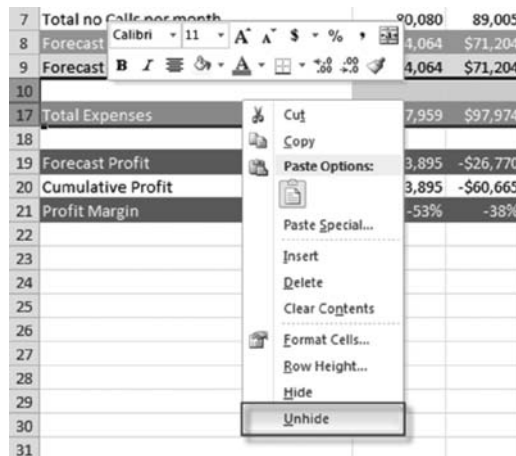 7 Total no Calls per month 80,080 89,005
Calibri 11 A A $ % ,
8 Forecast 4,064 $71,204
9 Forecast 4,064 $71,204
B I A .00 .0
10
17 Total Expenses 7,959 $97,974
Cut
18
Copy
19 Forecast Profit 3,895 -$26,770
Paste Options:
20 Cumulative Profit 3,895 -$60,665
21 Profit Margin -53% -38%
22
Paste Special...
23
Insert
24
Delete
25
Clear Contents
26
Format Cells...
27
Row Height...
28
Hide
29
Unhide
30
31